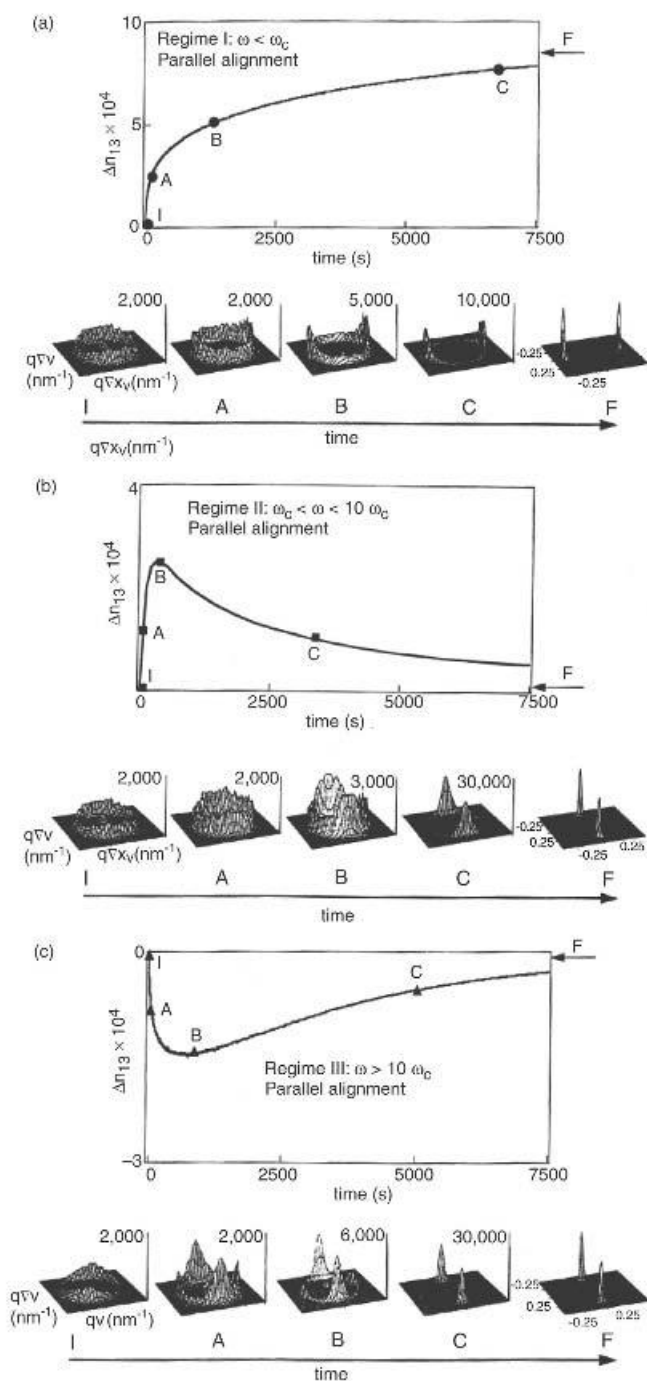 (a)
Regime I: ω < ωc
Parallel alignment
F
10
5
0
Δn13 × 10⁴
I
A
B
C
0
2500
5000
7500
time (s)
2,000
2,000
5,000
10,000
q∇v
(nm⁻¹)
q∇xv(nm⁻¹)
-0.25
0.25
-0.25
I
A
B
C
F
time
q∇xv(nm⁻¹)
(b)
4
Regime II: ωc < ω < 10 ωc
Parallel alignment
Δn13 × 10⁴
B
A
I
C
F
0
2500
5000
7500
time (s)
2,000
2,000
3,000
30,000
q∇v
(nm⁻¹)
q∇xv(nm⁻¹)
-0.25
0.25
-0.25
0.25
I
A
B
C
F
time
(c)
0
F
I
A
B
C
Δn13 × 10⁴
Regime III: ω > 10 ωc
Parallel alignment
−3
0
2500
5000
7500
time (s)
2,000
2,000
6,000
30,000
q∇v
(nm⁻¹)
qv(nm⁻¹)
-0.25
0.25
-0.25
0.25
I
A
B
C
F
time